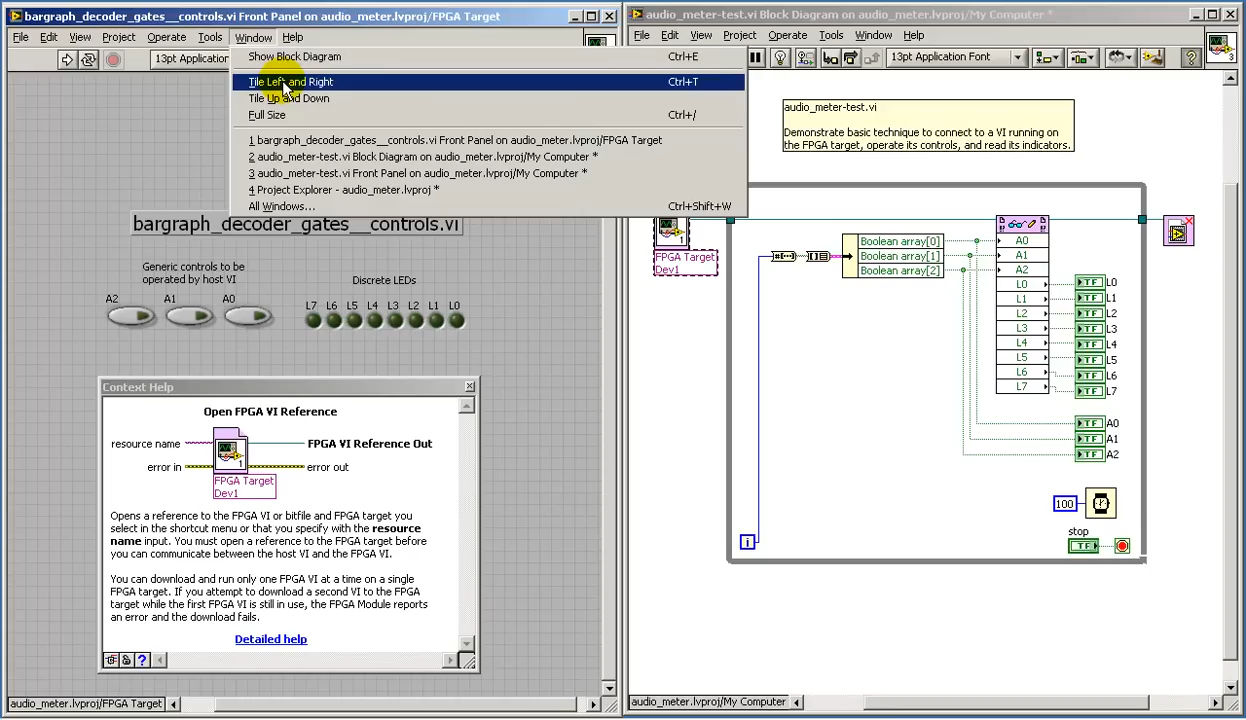 bargraph_decoder_gates__controls.vi Front Panel on audio_meter.lvproj/FPGA Target
File Edit View Project Operate Tools Window Help
13pt Application
Show Block Diagram Ctrl+E
Tile Left and Right Ctrl+T
Tile Up and Down
Full Size Ctrl+/
1 bargraph_decoder_gates__controls.vi Front Panel on audio_meter.lvproj/FPGA Target
2 audio_meter-test.vi Block Diagram on audio_meter.lvproj/My Computer *
3 audio_meter-test.vi Front Panel on audio_meter.lvproj/My Computer *
4 Project Explorer - audio_meter.lvproj *
All Windows... Ctrl+Shift+W
bargraph_decoder_gates__controls.vi
Generic controls to be
operated by host VI
Discrete LEDs
A2 A1 A0
L7 L6 L5 L4 L3 L2 L1 L0
Context Help
Open FPGA VI Reference
resource name
FPGA VI Reference Out
error in
error out
1
FPGA Target
Dev1
Opens a reference to the FPGA VI or bitfile and FPGA target you
select in the shortcut menu or that you specify with the resource
name input. You must open a reference to the FPGA target before
you can communicate between the host VI and the FPGA VI.
You can download and run only one FPGA VI at a time on a single
FPGA target. If you attempt to download a second VI to the FPGA
target while the first FPGA VI is still in use, the FPGA Module reports
an error and the download fails.
Detailed help
?
audio_meter.lvproj/FPGA Target
audio_meter-test.vi Block Diagram on audio_meter.lvproj/My Computer *
File Edit View Project Operate Tools Window Help
13pt Application Font
?
1
audio_meter-test.vi
Demonstrate basic technique to connect to a VI running on
the FPGA target, operate its controls, and read its indicators.
1
FPGA Target
Dev1
Boolean array[0]
Boolean array[1]
Boolean array[2]
A0
A1
A2
L0
L1
L2
L3
L4
L5
L6
L7
TF L0
TF L1
TF L2
TF L3
TF L4
TF L5
TF L6
TF L7
TF A0
TF A1
TF A2
100
i
stop
TF
audio_meter.lvproj/My Computer